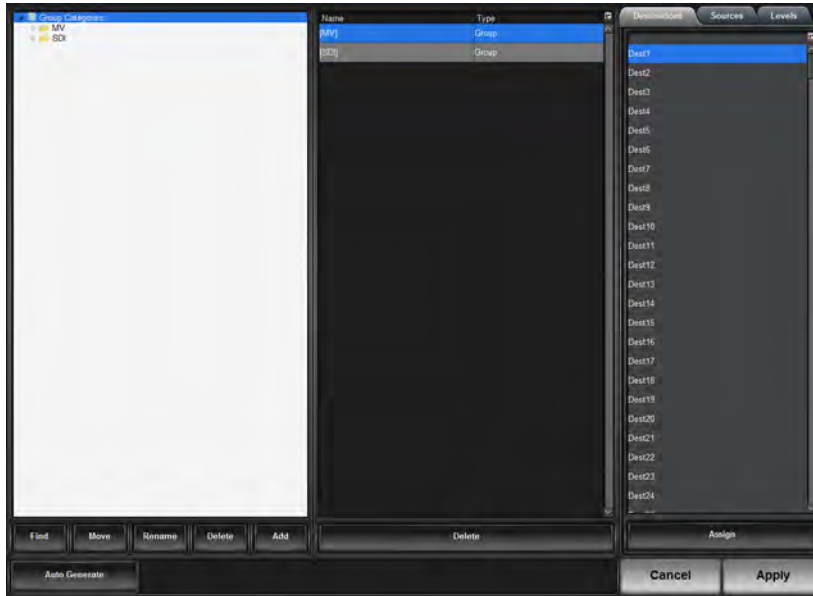 Group Categories
MV
SDI
Name Type
[MV] Group
[SDI] Group
Destinations Sources Levels
Dest1
Dest2
Dest3
Dest4
Dest5
Dest6
Dest7
Dest8
Dest9
Dest10
Dest11
Dest12
Dest13
Dest14
Dest15
Dest16
Dest17
Dest18
Dest19
Dest20
Dest21
Dest22
Dest23
Dest24
Find Move Rename Delete Add
Delete
Assign
Auto Generate
Cancel Apply